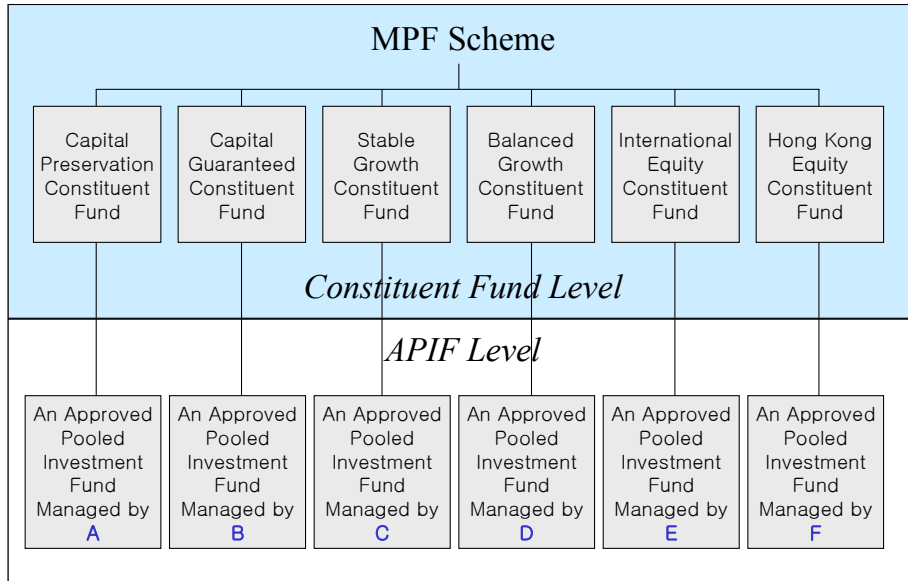 MPF Scheme
Capital
Preservation
Constituent
Fund
Capital
Guaranteed
Constituent
Fund
Stable
Growth
Constituent
Fund
Balanced
Growth
Constituent
Fund
International
Equity
Constituent
Fund
Hong Kong
Equity
Constituent
Fund
Constituent Fund Level
APIF Level
An Approved
Pooled
Investment
Fund
Managed by
A
An Approved
Pooled
Investment
Fund
Managed by
B
An Approved
Pooled
Investment
Fund
Managed by
C
An Approved
Pooled
Investment
Fund
Managed by
D
An Approved
Pooled
Investment
Fund
Managed by
E
An Approved
Pooled
Investment
Fund
Managed by
F